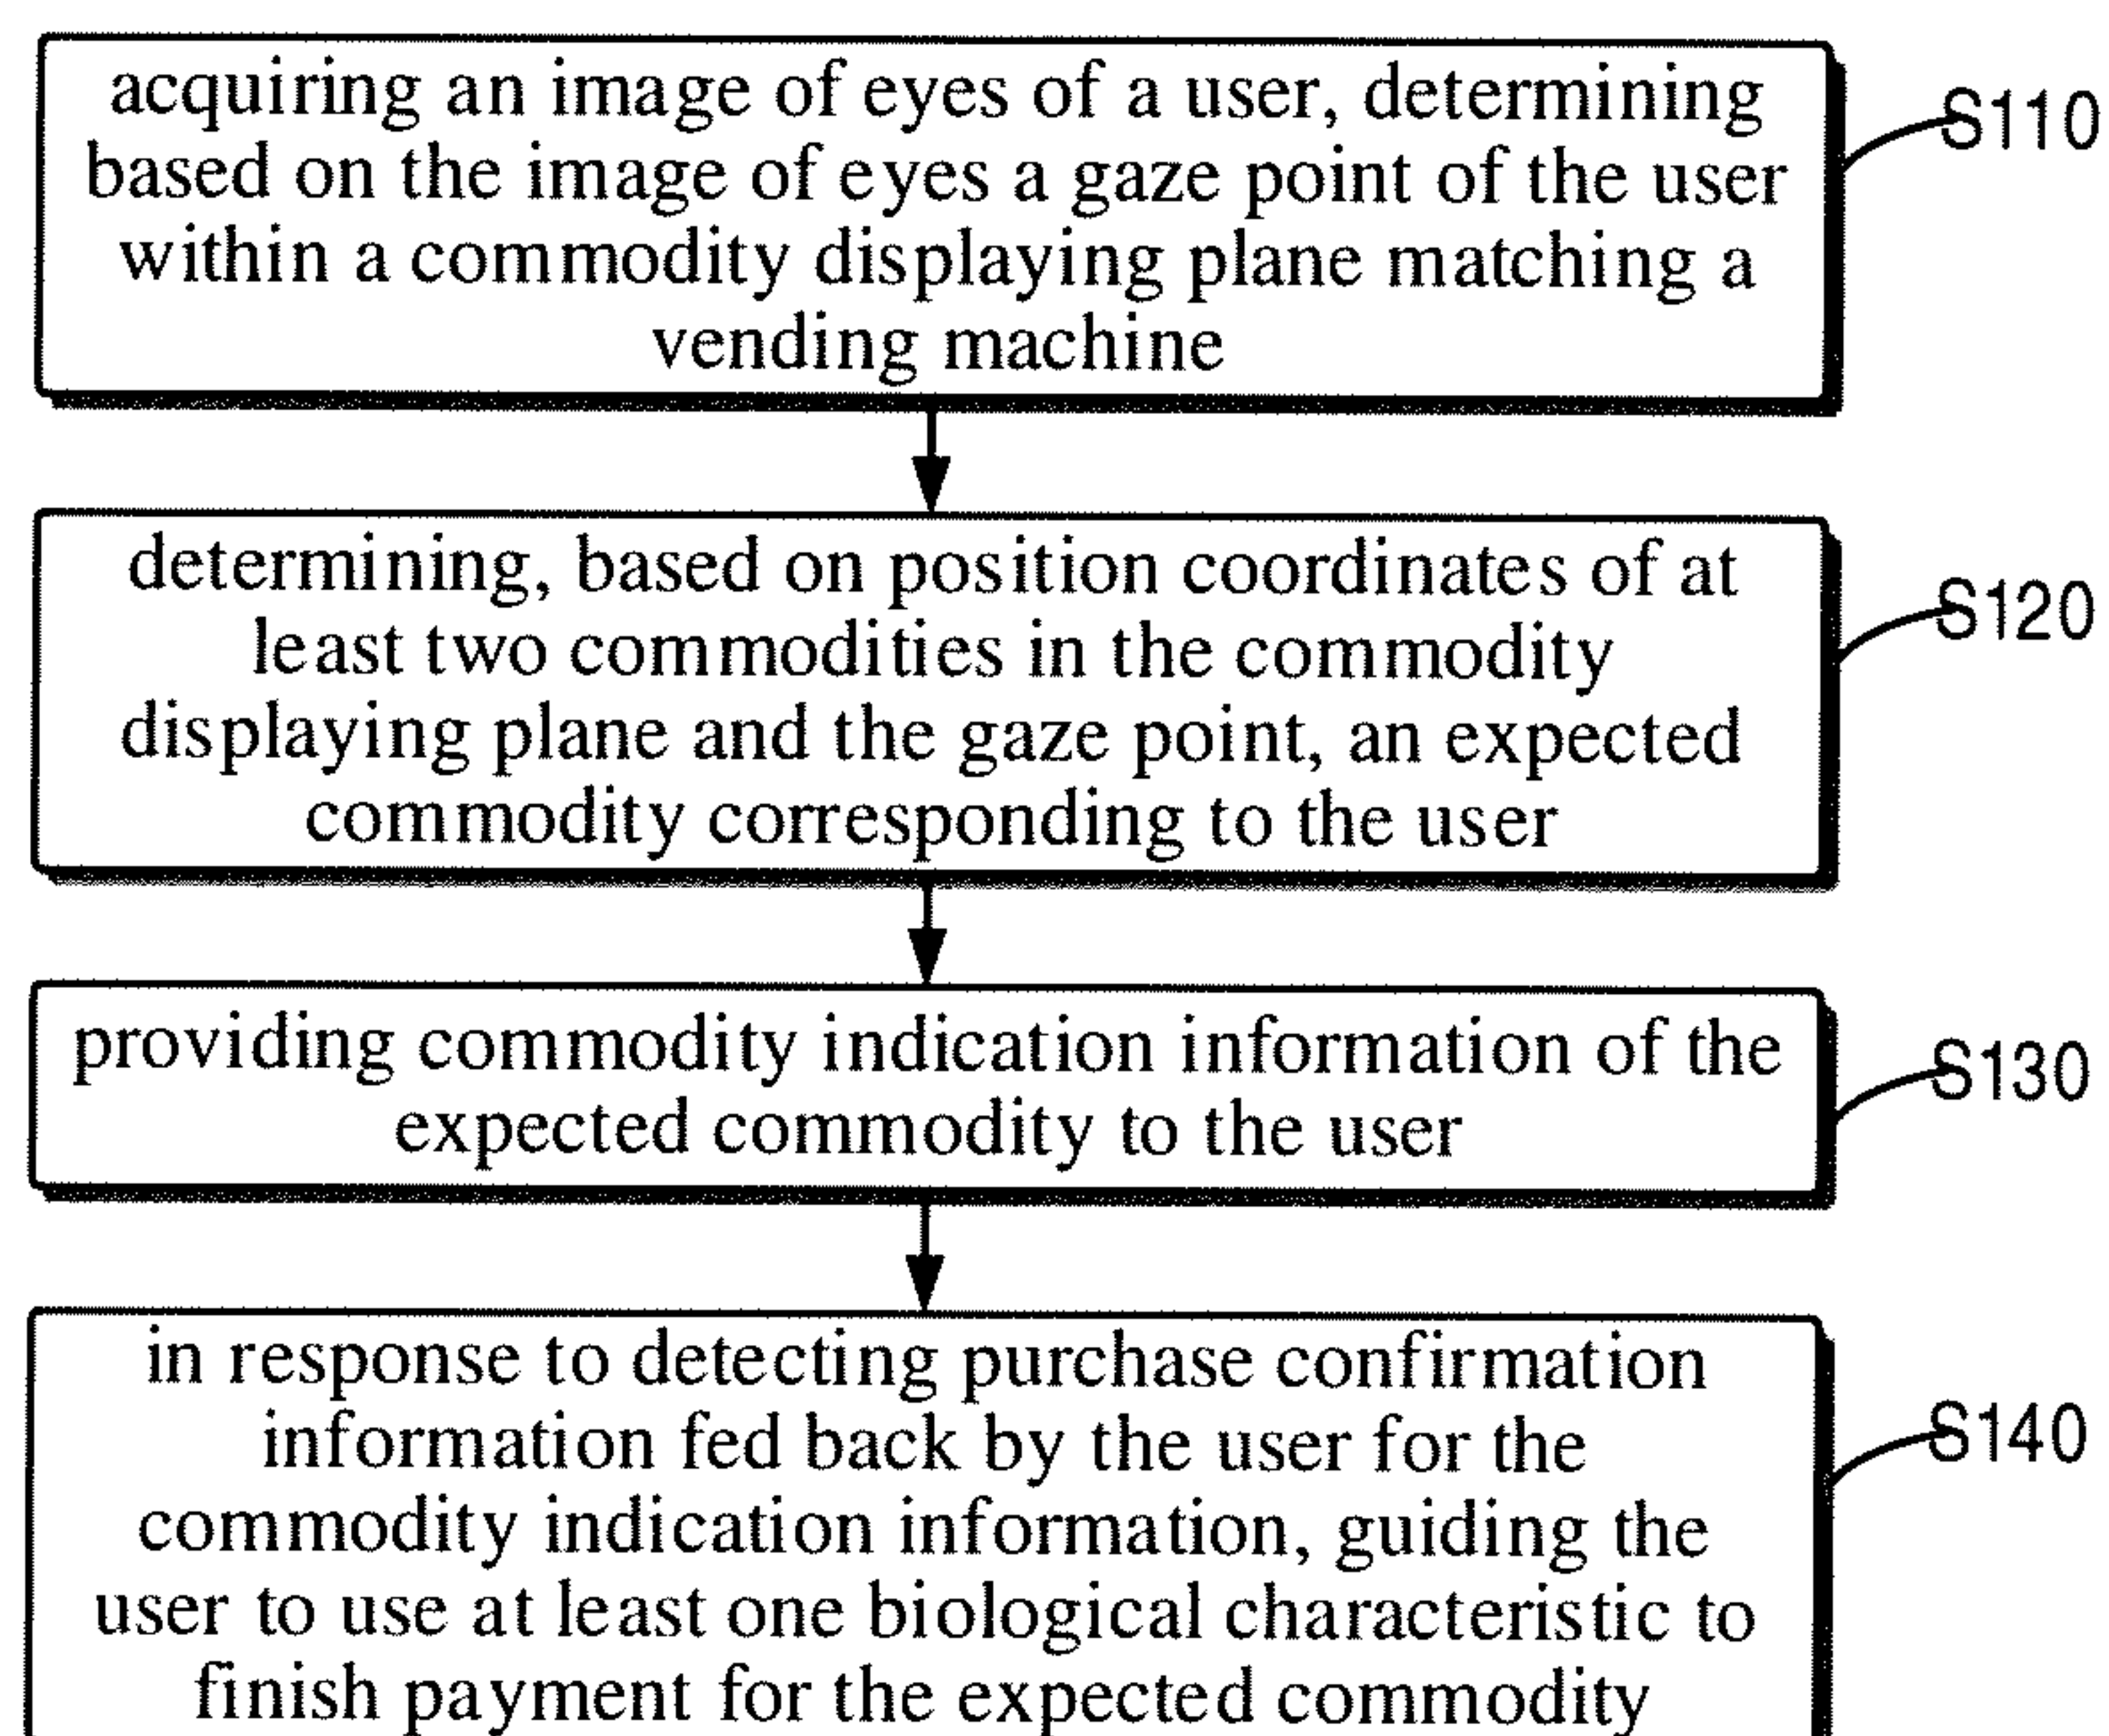 acquiring an image of eyes of a user, determining
based on the image of eyes a gaze point of the user
within a commodity displaying plane matching a
vending machine
S110
determining, based on position coordinates of at
least two commodities in the commodity
displaying plane and the gaze point, an expected
commodity corresponding to the user
S120
providing commodity indication information of the
expected commodity to the user
S130
in response to detecting purchase confirmation
information fed back by the user for the
commodity indication information, guiding the
user to use at least one biological characteristic to
finish payment for the expected commodity
S140